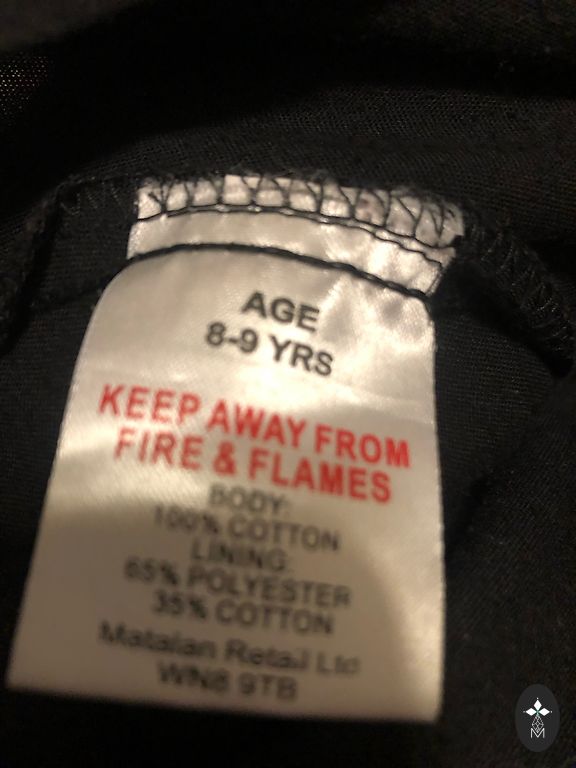 AGE
8-9 YRS
KEEP AWAY FROM
FIRE & FLAMES
BODY:
100% COTTON
LINING:
65% POLYESTER
35% COTTON
Matalan Retail Ltd
WN8 9TB
M